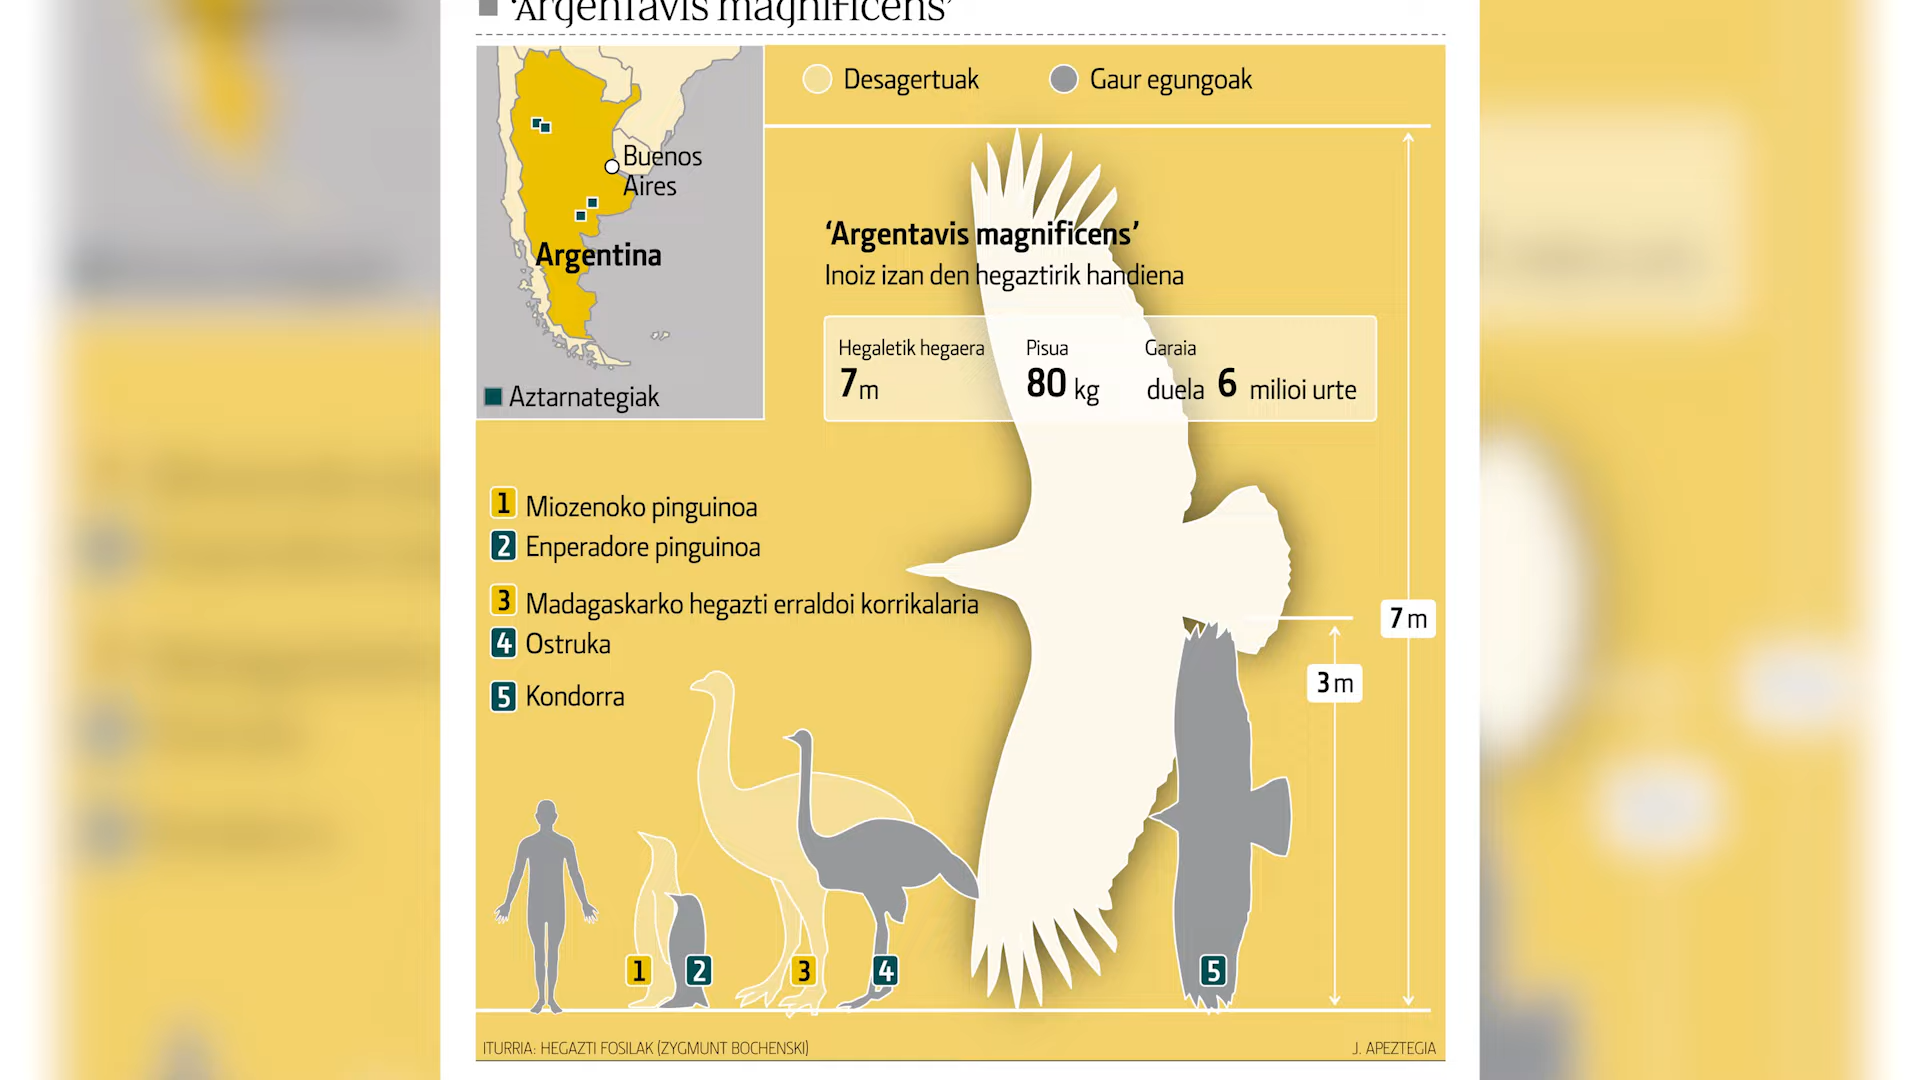 ‘Argentavis magnificens’
Desagertuak
Gaur egungoak
Buenos
Aires
Argentina
Aztarnategiak
‘Argentavis magnificens’
Inoiz izan den hegaztirik handiena
Hegaletik hegaera
7 m
Pisua
80 kg
Garaia
duela 6 milioi urte
1 Miozenoko pinguinoa
2 Enperadore pinguinoa
3 Madagaskarko hegazti erraldoi korrikalaria
4 Ostruka
5 Kondorra
7 m
3 m
1
2
3
4
5
ITURRIA: HEGAZTI FOSILAK (ZYGMUNT BOCHENSKI)
J. APEZTEGIA